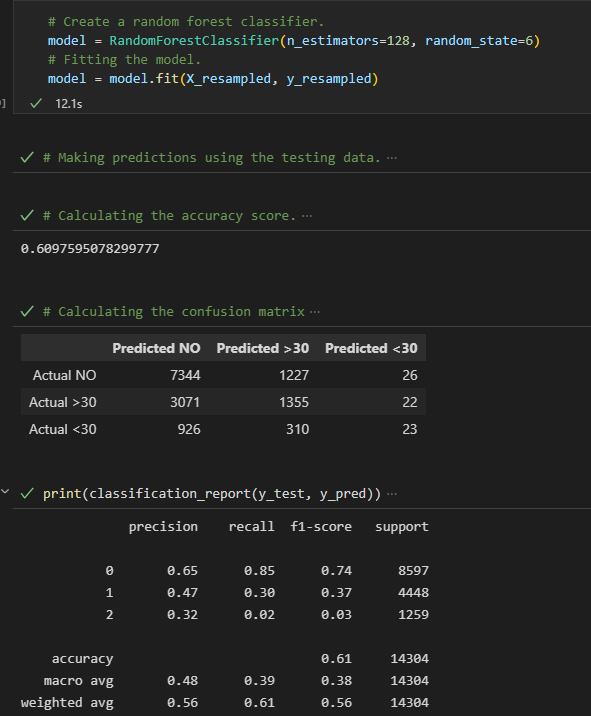 # Create a random forest classifier.
model = RandomForestClassifier(n_estimators=128, random_state=6)
# Fitting the model.
model = model.fit(X_resampled, y_resampled)
]
✓ 12.1s
✓ # Making predictions using the testing data. ···
✓ # Calculating the accuracy score. ···
0.6097595078299777
✓ # Calculating the confusion matrix ···
Predicted NO Predicted >30 Predicted <30
Actual NO 7344 1227 26
Actual >30 3071 1355 22
Actual <30 926 310 23
✓ print(classification_report(y_test, y_pred)) ···
precision recall f1-score support
0 0.65 0.85 0.74 8597
1 0.47 0.30 0.37 4448
2 0.32 0.02 0.03 1259
accuracy 0.61 14304
macro avg 0.48 0.39 0.38 14304
weighted avg 0.56 0.61 0.56 14304